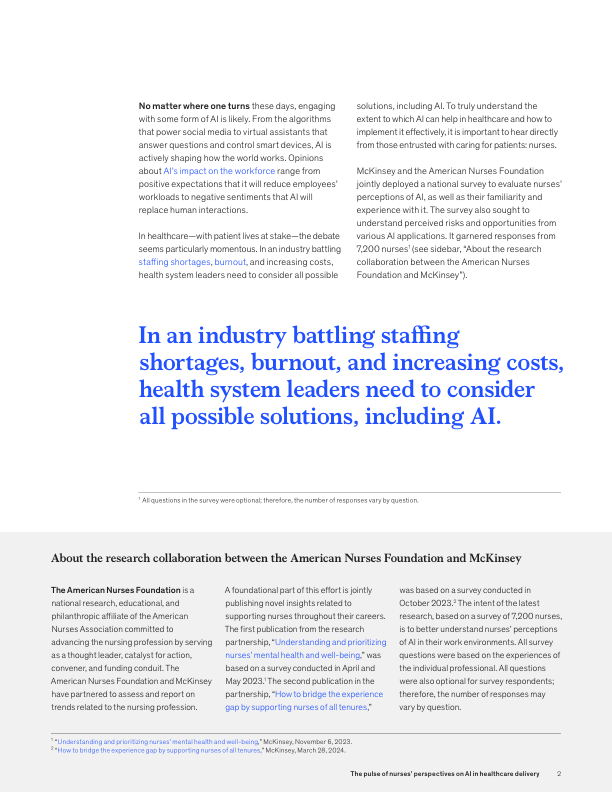 No matter where one turns these days, engaging
with some form of AI is likely. From the algorithms
that power social media to virtual assistants that
answer questions and control smart devices, AI is
actively shaping how the world works. Opinions
about AI's impact on the workforce range from
positive expectations that it will reduce employees'
workloads to negative sentiments that AI will
replace human interactions.
In healthcare—with patient lives at stake—the debate
seems particularly momentous. In an industry battling
staffing shortages, burnout, and increasing costs,
health system leaders need to consider all possible
solutions, including AI. To truly understand the
extent to which AI can help in healthcare and how to
implement it effectively, it is important to hear directly
from those entrusted with caring for patients: nurses.
McKinsey and the American Nurses Foundation
jointly deployed a national survey to evaluate nurses'
perceptions of AI, as well as their familiarity and
experience with it. The survey also sought to
understand perceived risks and opportunities from
various AI applications. It garnered responses from
7,200 nurses¹ (see sidebar, “About the research
collaboration between the American Nurses
Foundation and McKinsey”).
In an industry battling staffing
shortages, burnout, and increasing costs,
health system leaders need to consider
all possible solutions, including AI.
¹ All questions in the survey were optional; therefore, the number of responses vary by question.
About the research collaboration between the American Nurses Foundation and McKinsey
The American Nurses Foundation is a
national research, educational, and
philanthropic affiliate of the American
Nurses Association committed to
advancing the nursing profession by serving
as a thought leader, catalyst for action,
convener, and funding conduit. The
American Nurses Foundation and McKinsey
have partnered to assess and report on
trends related to the nursing profession.
A foundational part of this effort is jointly
publishing novel insights related to
supporting nurses throughout their careers.
The first publication from the research
partnership, “Understanding and prioritizing
nurses' mental health and well-being,” was
based on a survey conducted in April and
May 2023.¹ The second publication in the
partnership, “How to bridge the experience
gap by supporting nurses of all tenures,”
was based on a survey conducted in
October 2023.² The intent of the latest
research, based on a survey of 7,200 nurses,
is to better understand nurses' perceptions
of AI in their work environments. All survey
questions were based on the experiences of
the individual professional. All questions
were also optional for survey respondents;
therefore, the number of responses may
vary by question.
¹ “Understanding and prioritizing nurses' mental health and well-being,” McKinsey, November 6, 2023.
² “How to bridge the experience gap by supporting nurses of all tenures,” McKinsey, March 28, 2024.
The pulse of nurses' perspectives on AI in healthcare delivery 2